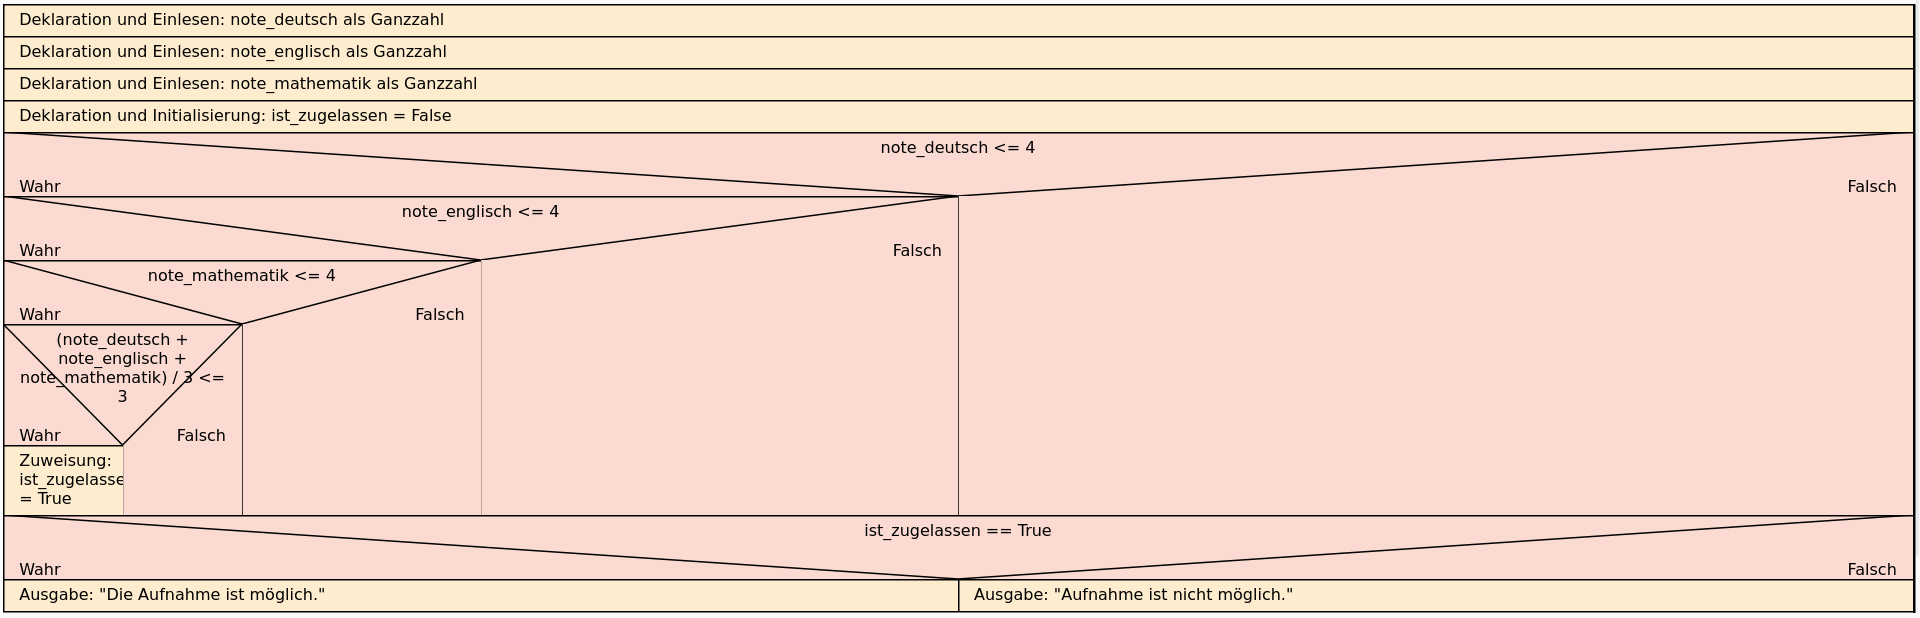 Deklaration und Einlesen: note_deutsch als Ganzzahl
Deklaration und Einlesen: note_englisch als Ganzzahl
Deklaration und Einlesen: note_mathematik als Ganzzahl
Deklaration und Initialisierung: ist_zugelassen = False
note_deutsch <= 4
Wahr
Falsch
note_englisch <= 4
Wahr
Falsch
note_mathematik <= 4
Wahr
Falsch
(note_deutsch +
note_englisch +
note_mathematik) / 3 <=
3
Wahr
Falsch
Zuweisung:
ist_zugelasse
= True
ist_zugelassen == True
Wahr
Falsch
Ausgabe: "Die Aufnahme ist möglich."
Ausgabe: "Aufnahme ist nicht möglich."